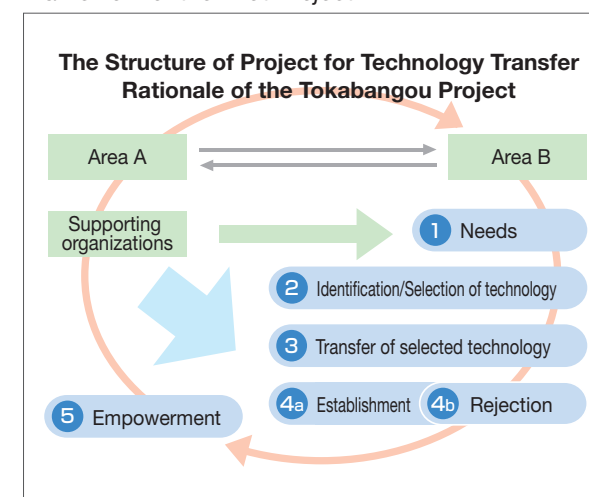 The Structure of Project for Technology Transfer
Rationale of the Tokabangou Project
Area A
Area B
Supporting
organizations
1 Needs
2 Identification/Selection of technology
3 Transfer of selected technology
4a Establishment
4b Rejection
5 Empowerment